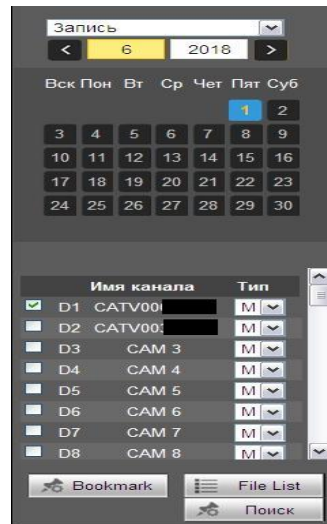 Запись
< 6 2018 >
Вск Пон Вт Ср Чет Пят Суб
1 2
3 4 5 6 7 8 9
10 11 12 13 14 15 16
17 18 19 20 21 22 23
24 25 26 27 28 29 30
Имя канала Тип
D1 CATV00 M
D2 CATV00 M
D3 CAM 3 M
D4 CAM 4 M
D5 CAM 5 M
D6 CAM 6 M
D7 CAM 7 M
D8 CAM 8 M
Bookmark File List
Поиск